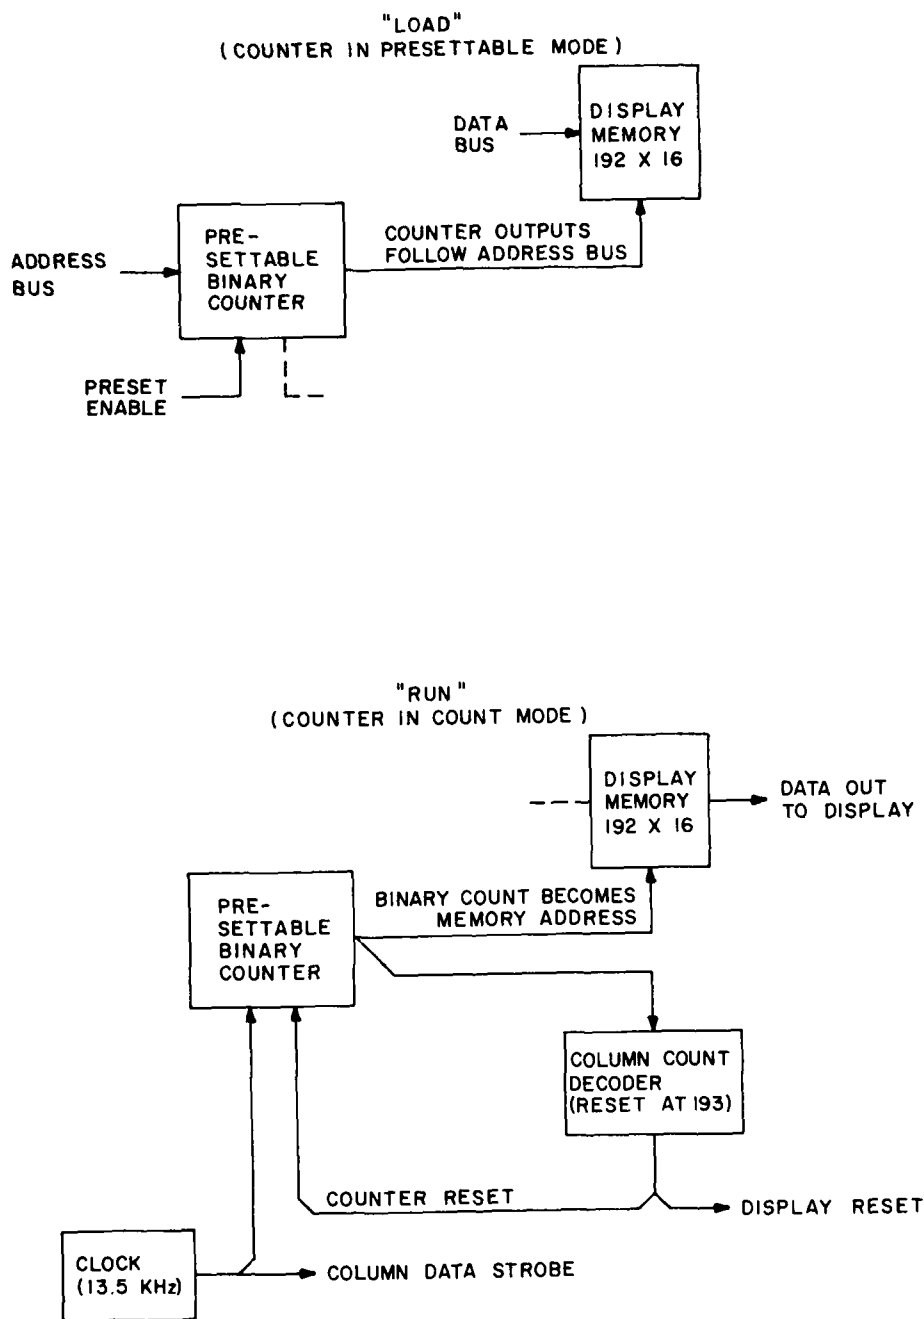 "LOAD"
(COUNTER IN PRESETTABLE MODE)
DATA
BUS
DISPLAY
MEMORY
192 X 16
ADDRESS
BUS
PRE-
SETTABLE
BINARY
COUNTER
COUNTER OUTPUTS
FOLLOW ADDRESS BUS
PRESET
ENABLE
"RUN"
(COUNTER IN COUNT MODE)
DISPLAY
MEMORY
192 X 16
DATA OUT
TO DISPLAY
PRE-
SETTABLE
BINARY
COUNTER
BINARY COUNT BECOMES
MEMORY ADDRESS
COLUMN COUNT
DECODER
(RESET AT 193)
COUNTER RESET
DISPLAY RESET
CLOCK
(13.5 KHz)
COLUMN DATA STROBE